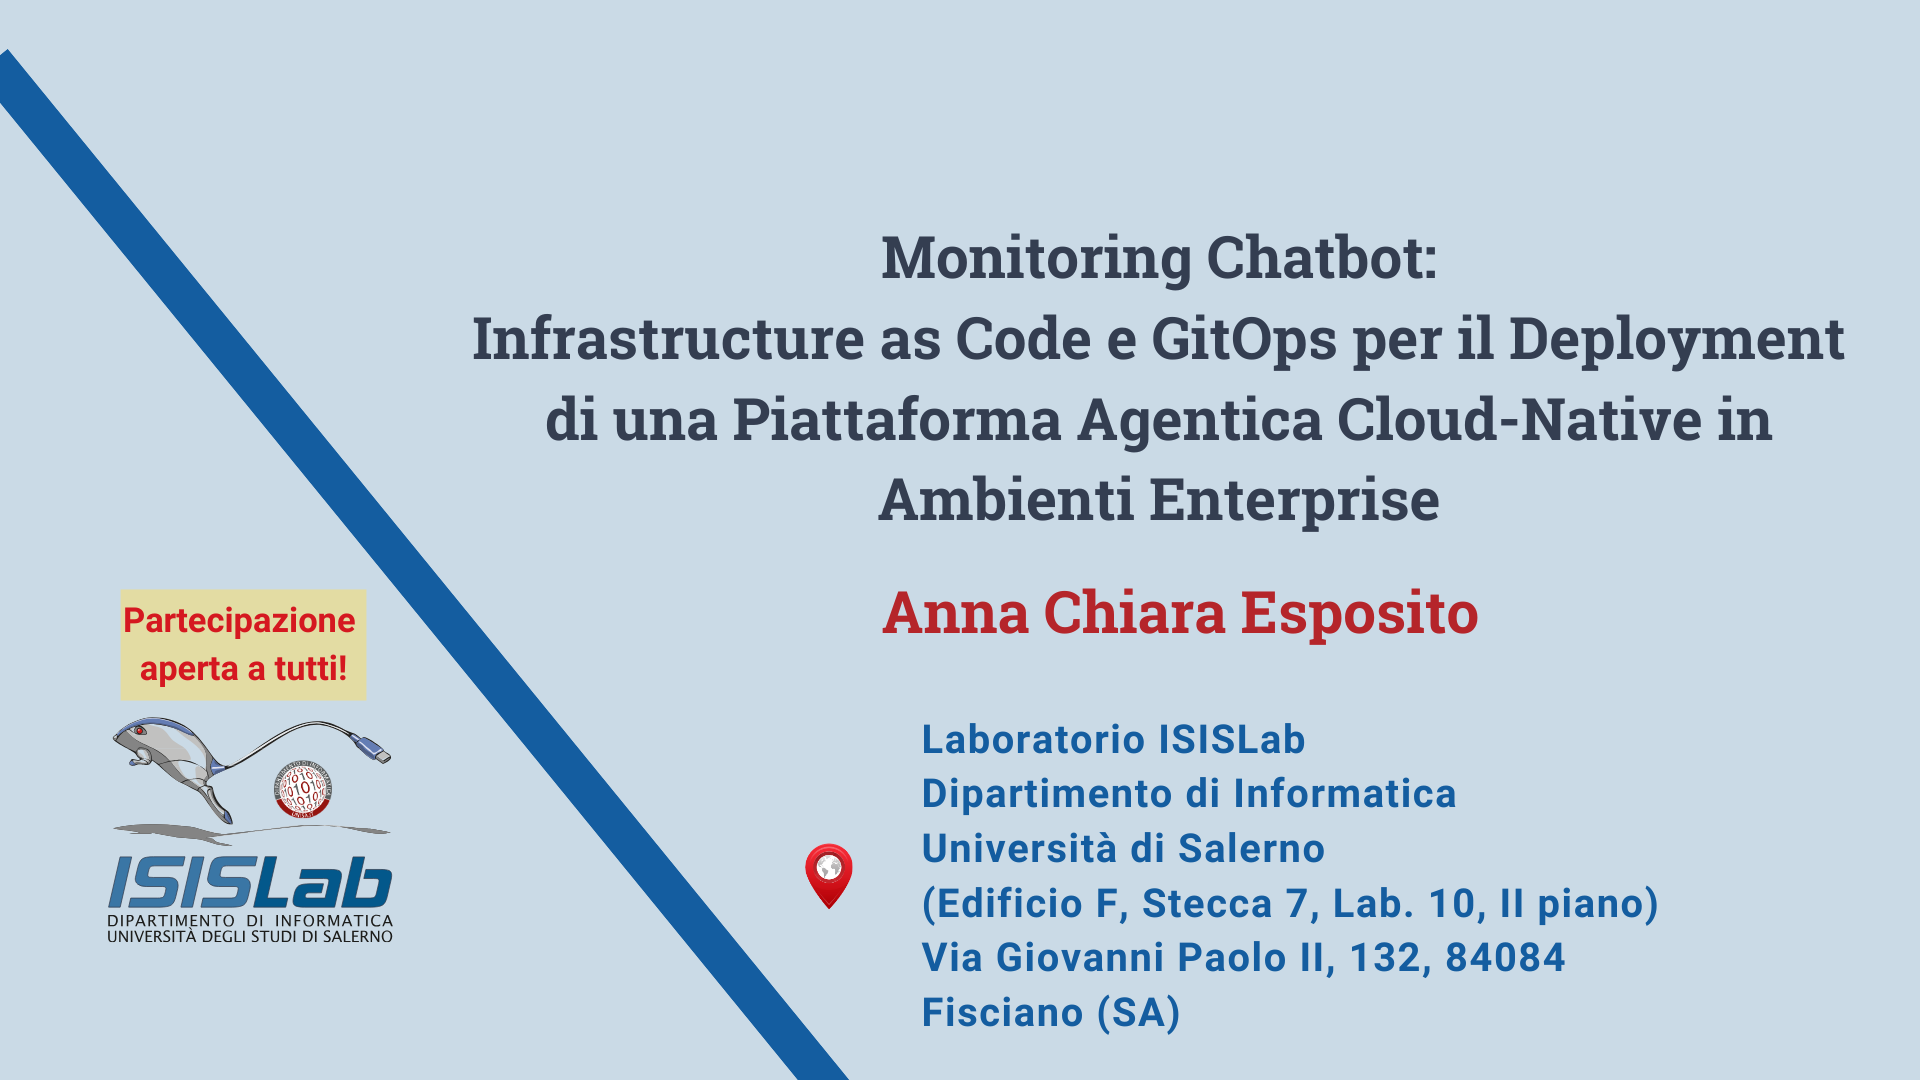 Monitoring Chatbot:
Infrastructure as Code e GitOps per il Deployment
di una Piattaforma Agentica Cloud-Native in
Ambienti Enterprise
Anna Chiara Esposito
Partecipazione
aperta a tutti!
ISISLab
DIPARTIMENTO DI INFORMATICA
UNIVERSITÀ DEGLI STUDI DI SALERNO
Laboratorio ISISLab
Dipartimento di Informatica
Università di Salerno
(Edificio F, Stecca 7, Lab. 10, II piano)
Via Giovanni Paolo II, 132, 84084
Fisciano (SA)